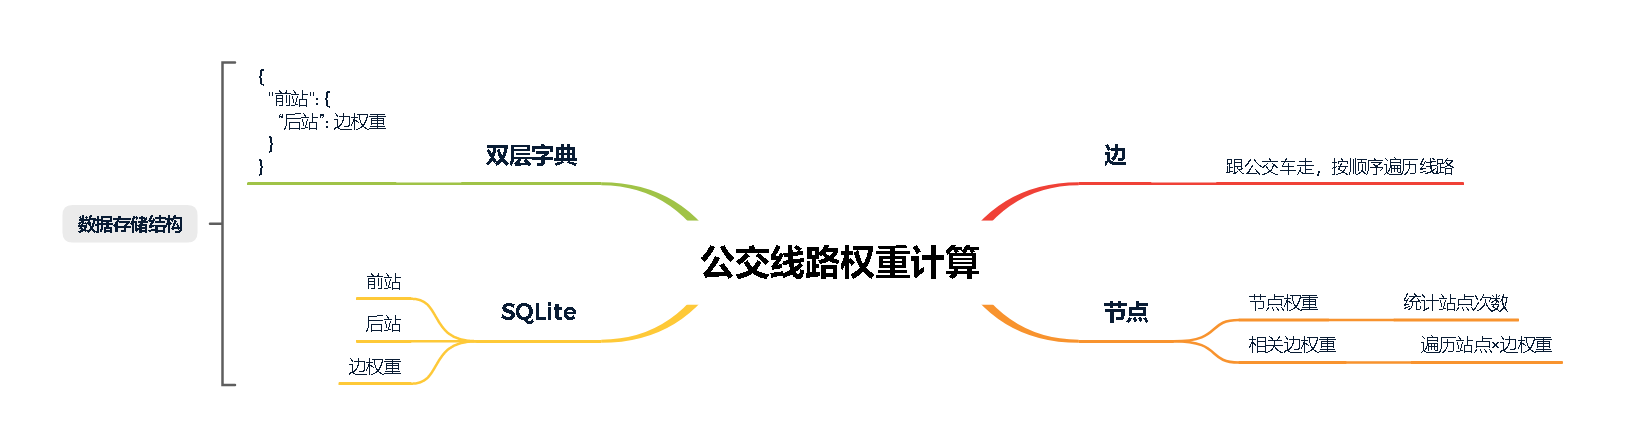 公交线路权重计算
边
跟公交车走，按顺序遍历线路
节点
节点权重
统计站点次数
相关边权重
遍历站点×边权重
双层字典
{
"前站": {
“后站”: 边权重
}
}
SQLite
前站
后站
边权重
数据存储结构